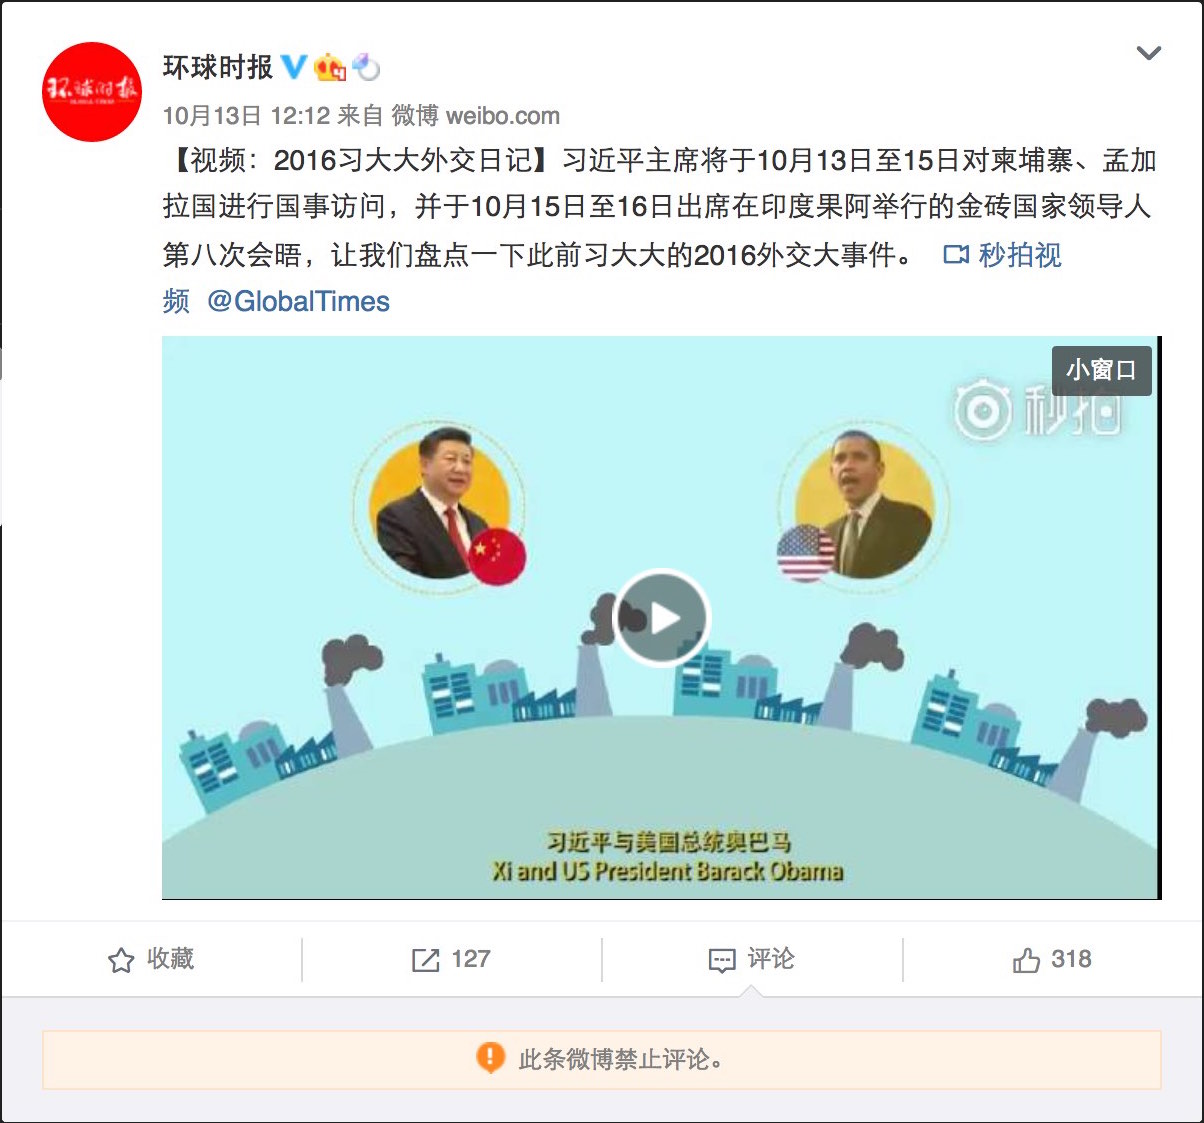 环球时报
环球时报
10月13日 12:12 来自 微博 weibo.com
【视频：2016习大大外交日记】习近平主席将于10月13日至15日对柬埔寨、孟加
拉国进行国事访问，并于10月15日至16日出席在印度果阿举行的金砖国家领导人
第八次会晤，让我们盘点一下此前习大大的2016外交大事件。 秒拍视
频 @GlobalTimes
小窗口
秒拍
习近平与美国总统奥巴马
Xi and US President Barack Obama
收藏
127
评论
318
此条微博禁止评论。